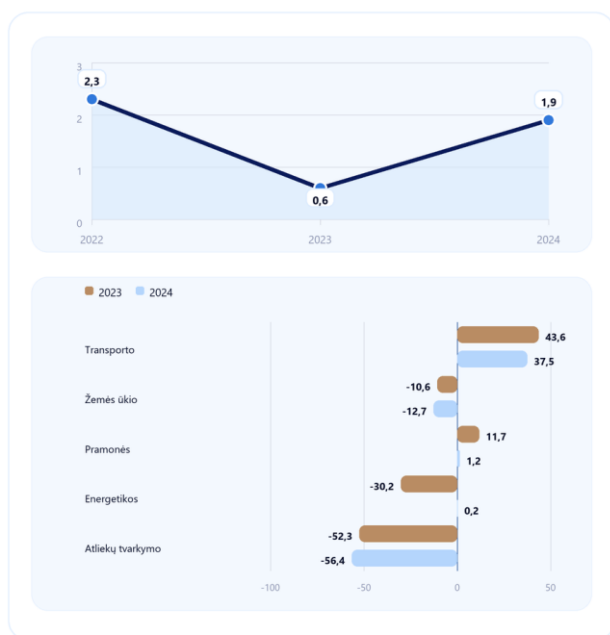 3
2,3
2
1,9
1
0,6
0
2022 2023 2024
2023 2024
Transporto 43,6
37,5
Žemės ūkio -10,6
-12,7
Pramonės 11,7
1,2
Energetikos -30,2
0,2
Atliekų tvarkymo -52,3
-56,4
-100 -50 0 50